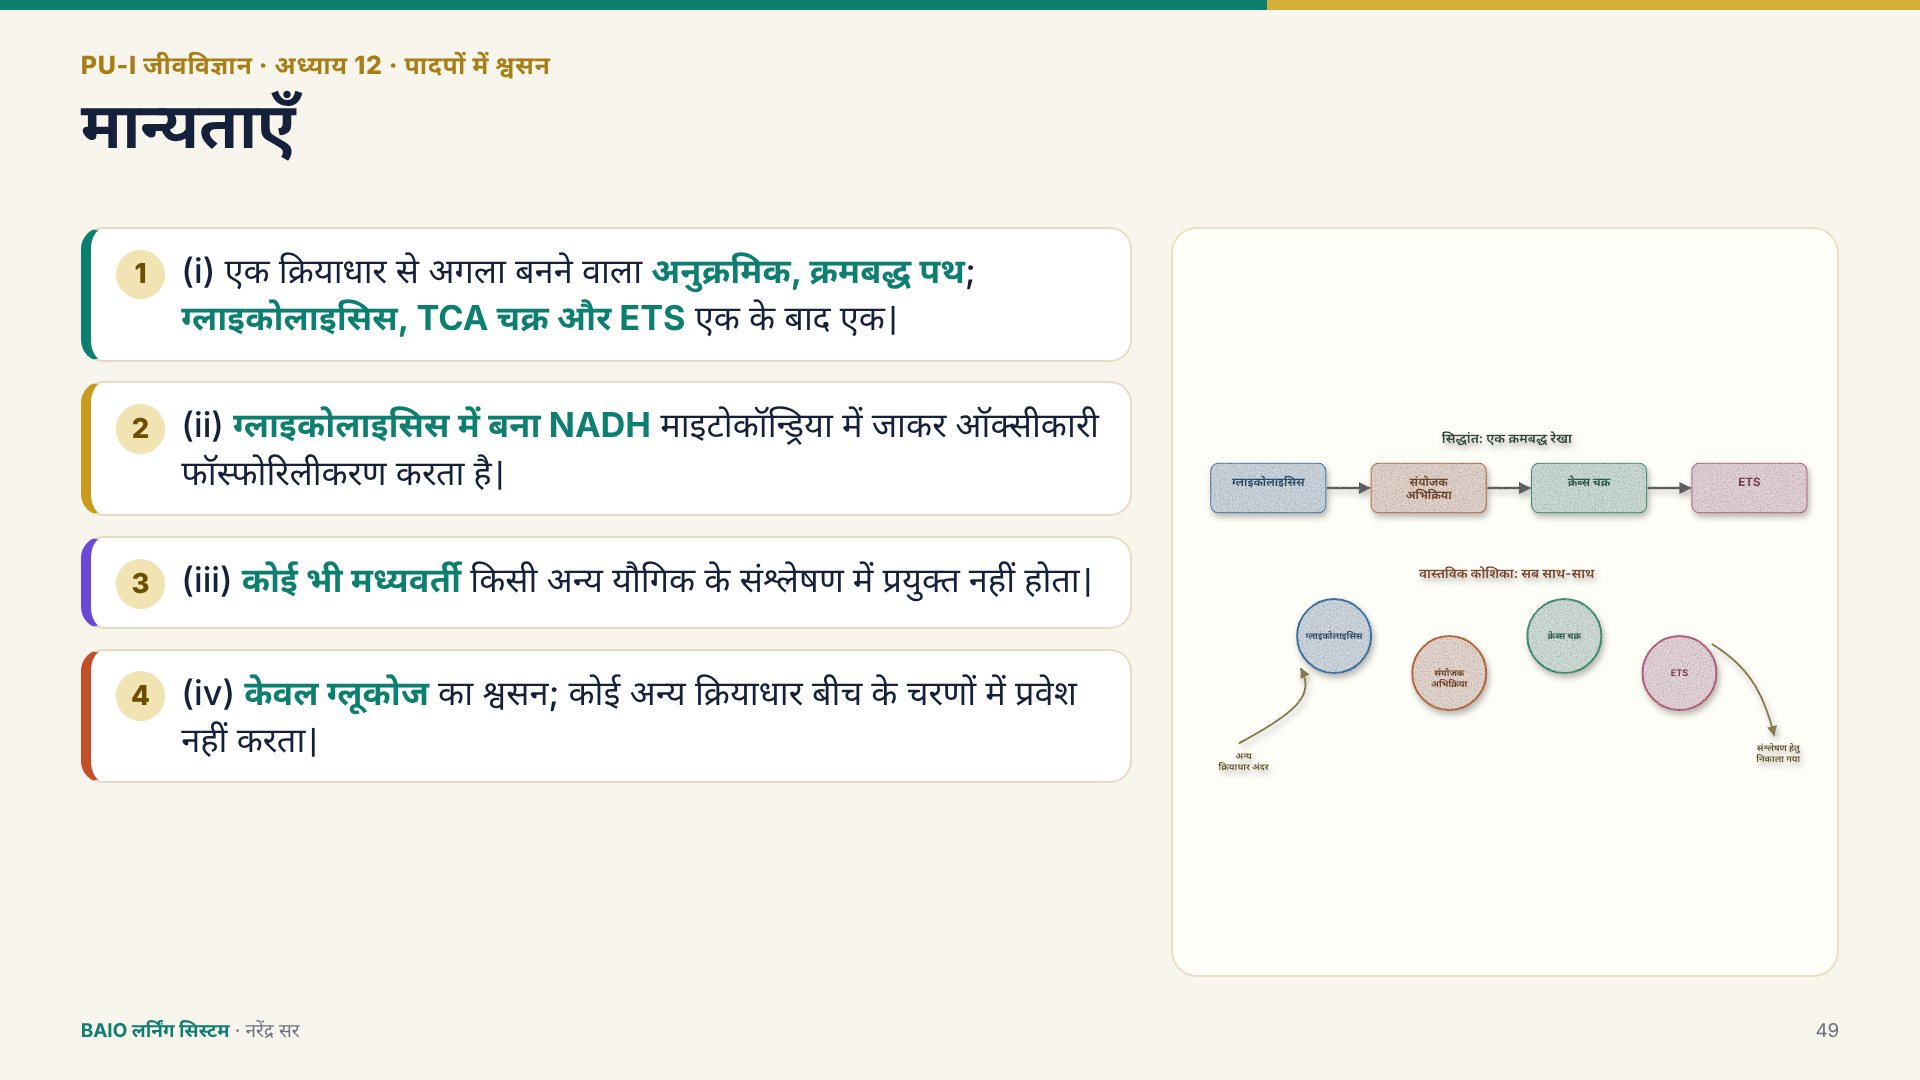 PU-I जीवविज्ञान · अध्याय 12 · पादपों में श्वसन
मान्यताएँ
1
(i) एक क्रियाधार से अगला बनने वाला अनुक्रमिक, क्रमबद्ध पथ;
ग्लाइकोलाइसिस, TCA चक्र और ETS एक के बाद एक|
2
(ii) ग्लाइकोलाइसिस में बना NADH माइटोकॉन्ड्रिया में जाकर ऑक्सीकारी
फॉस्फोरिलीकरण करता है|
3
(iii) कोई भी मध्यवर्ती किसी अन्य यौगिक के संश्लेषण में प्रयुक्त नहीं होता|
4
(iv) केवल ग्लूकोज का श्वसन; कोई अन्य क्रियाधार बीच के चरणों में प्रवेश
नहीं करता|
सिद्धांत: एक क्रमबद्ध रेखा
ग्लाइकोलाइसिस
संयोजक
अभिक्रिया
क्रेब्स चक्र
ETS
वास्तविक कोशिका: सब साथ-साथ
ग्लाइकोलाइसिस
संयोजक
अभिक्रिया
क्रेब्स चक्र
ETS
अन्य
क्रियाधार अंदर
संश्लेषण हेतु
निकाला गया
BAIO लर्निंग सिस्टम · नरेंद्र सर
49